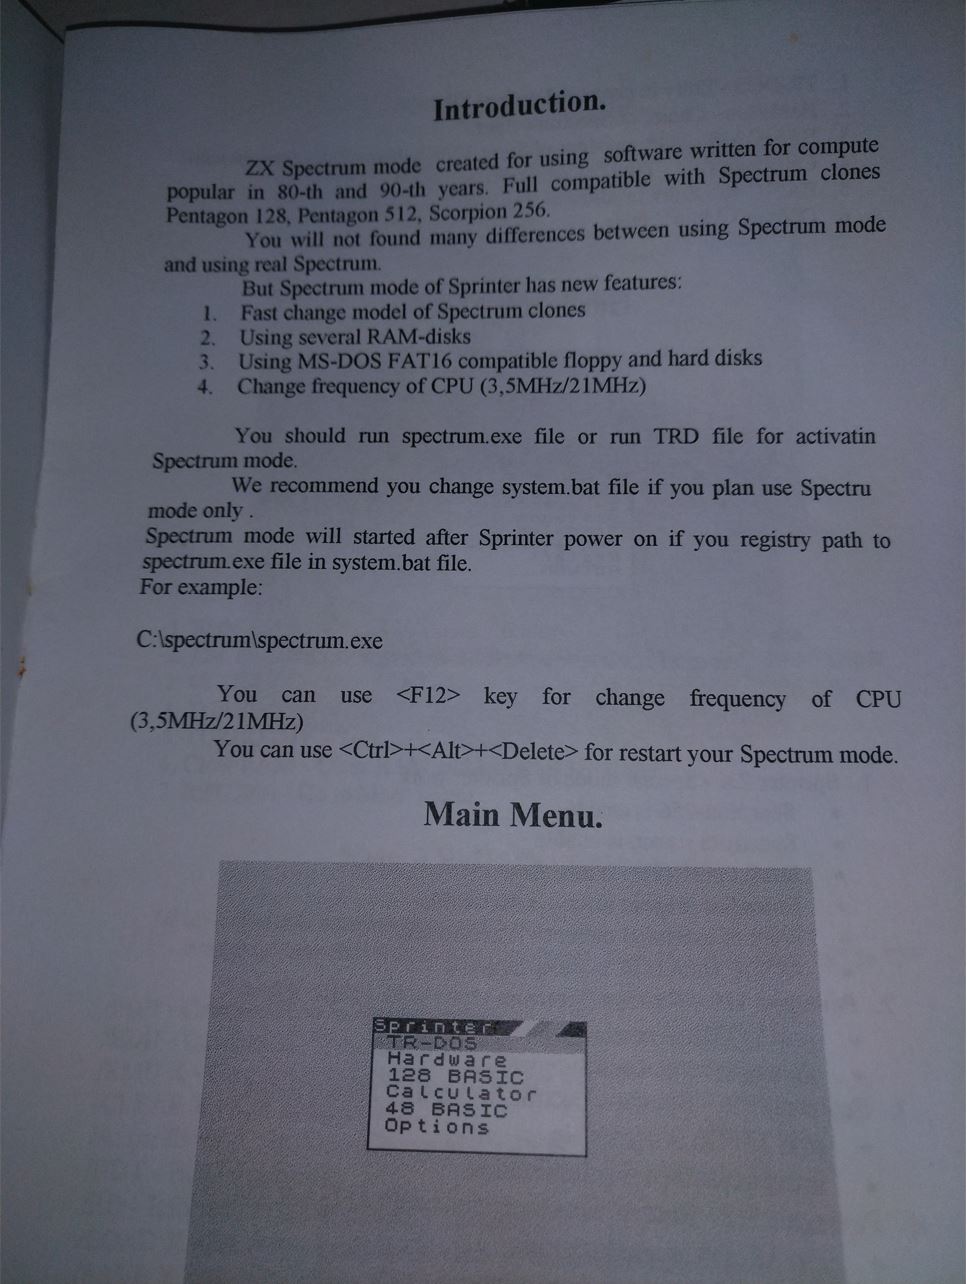 Introduction.
ZX Spectrum mode created for using software written for compute
popular in 80-th and 90-th years. Full compatible with Spectrum clones
Pentagon 128, Pentagon 512, Scorpion 256.
You will not found many differences between using Spectrum mode
and using real Spectrum.
But Spectrum mode of Sprinter has new features:
1. Fast change model of Spectrum clones
2. Using several RAM-disks
3. Using MS-DOS FAT16 compatible floppy and hard disks
4. Change frequency of CPU (3,5MHz/21MHz)
You should run spectrum.exe file or run TRD file for activatin
Spectrum mode.
We recommend you change system.bat file if you plan use Spectru
mode only .
Spectrum mode will started after Sprinter power on if you registry path to
spectrum.exe file in system.bat file.
For example:
C:\spectrum\spectrum.exe
You can use <F12> key for change frequency of CPU
(3,5MHz/21MHz)
You can use <Ctrl>+<Alt>+<Delete> for restart your Spectrum mode.
Main Menu.
Sprinter
TR-DOS
Hardware
128 BASIC
Calculator
48 BASIC
Options